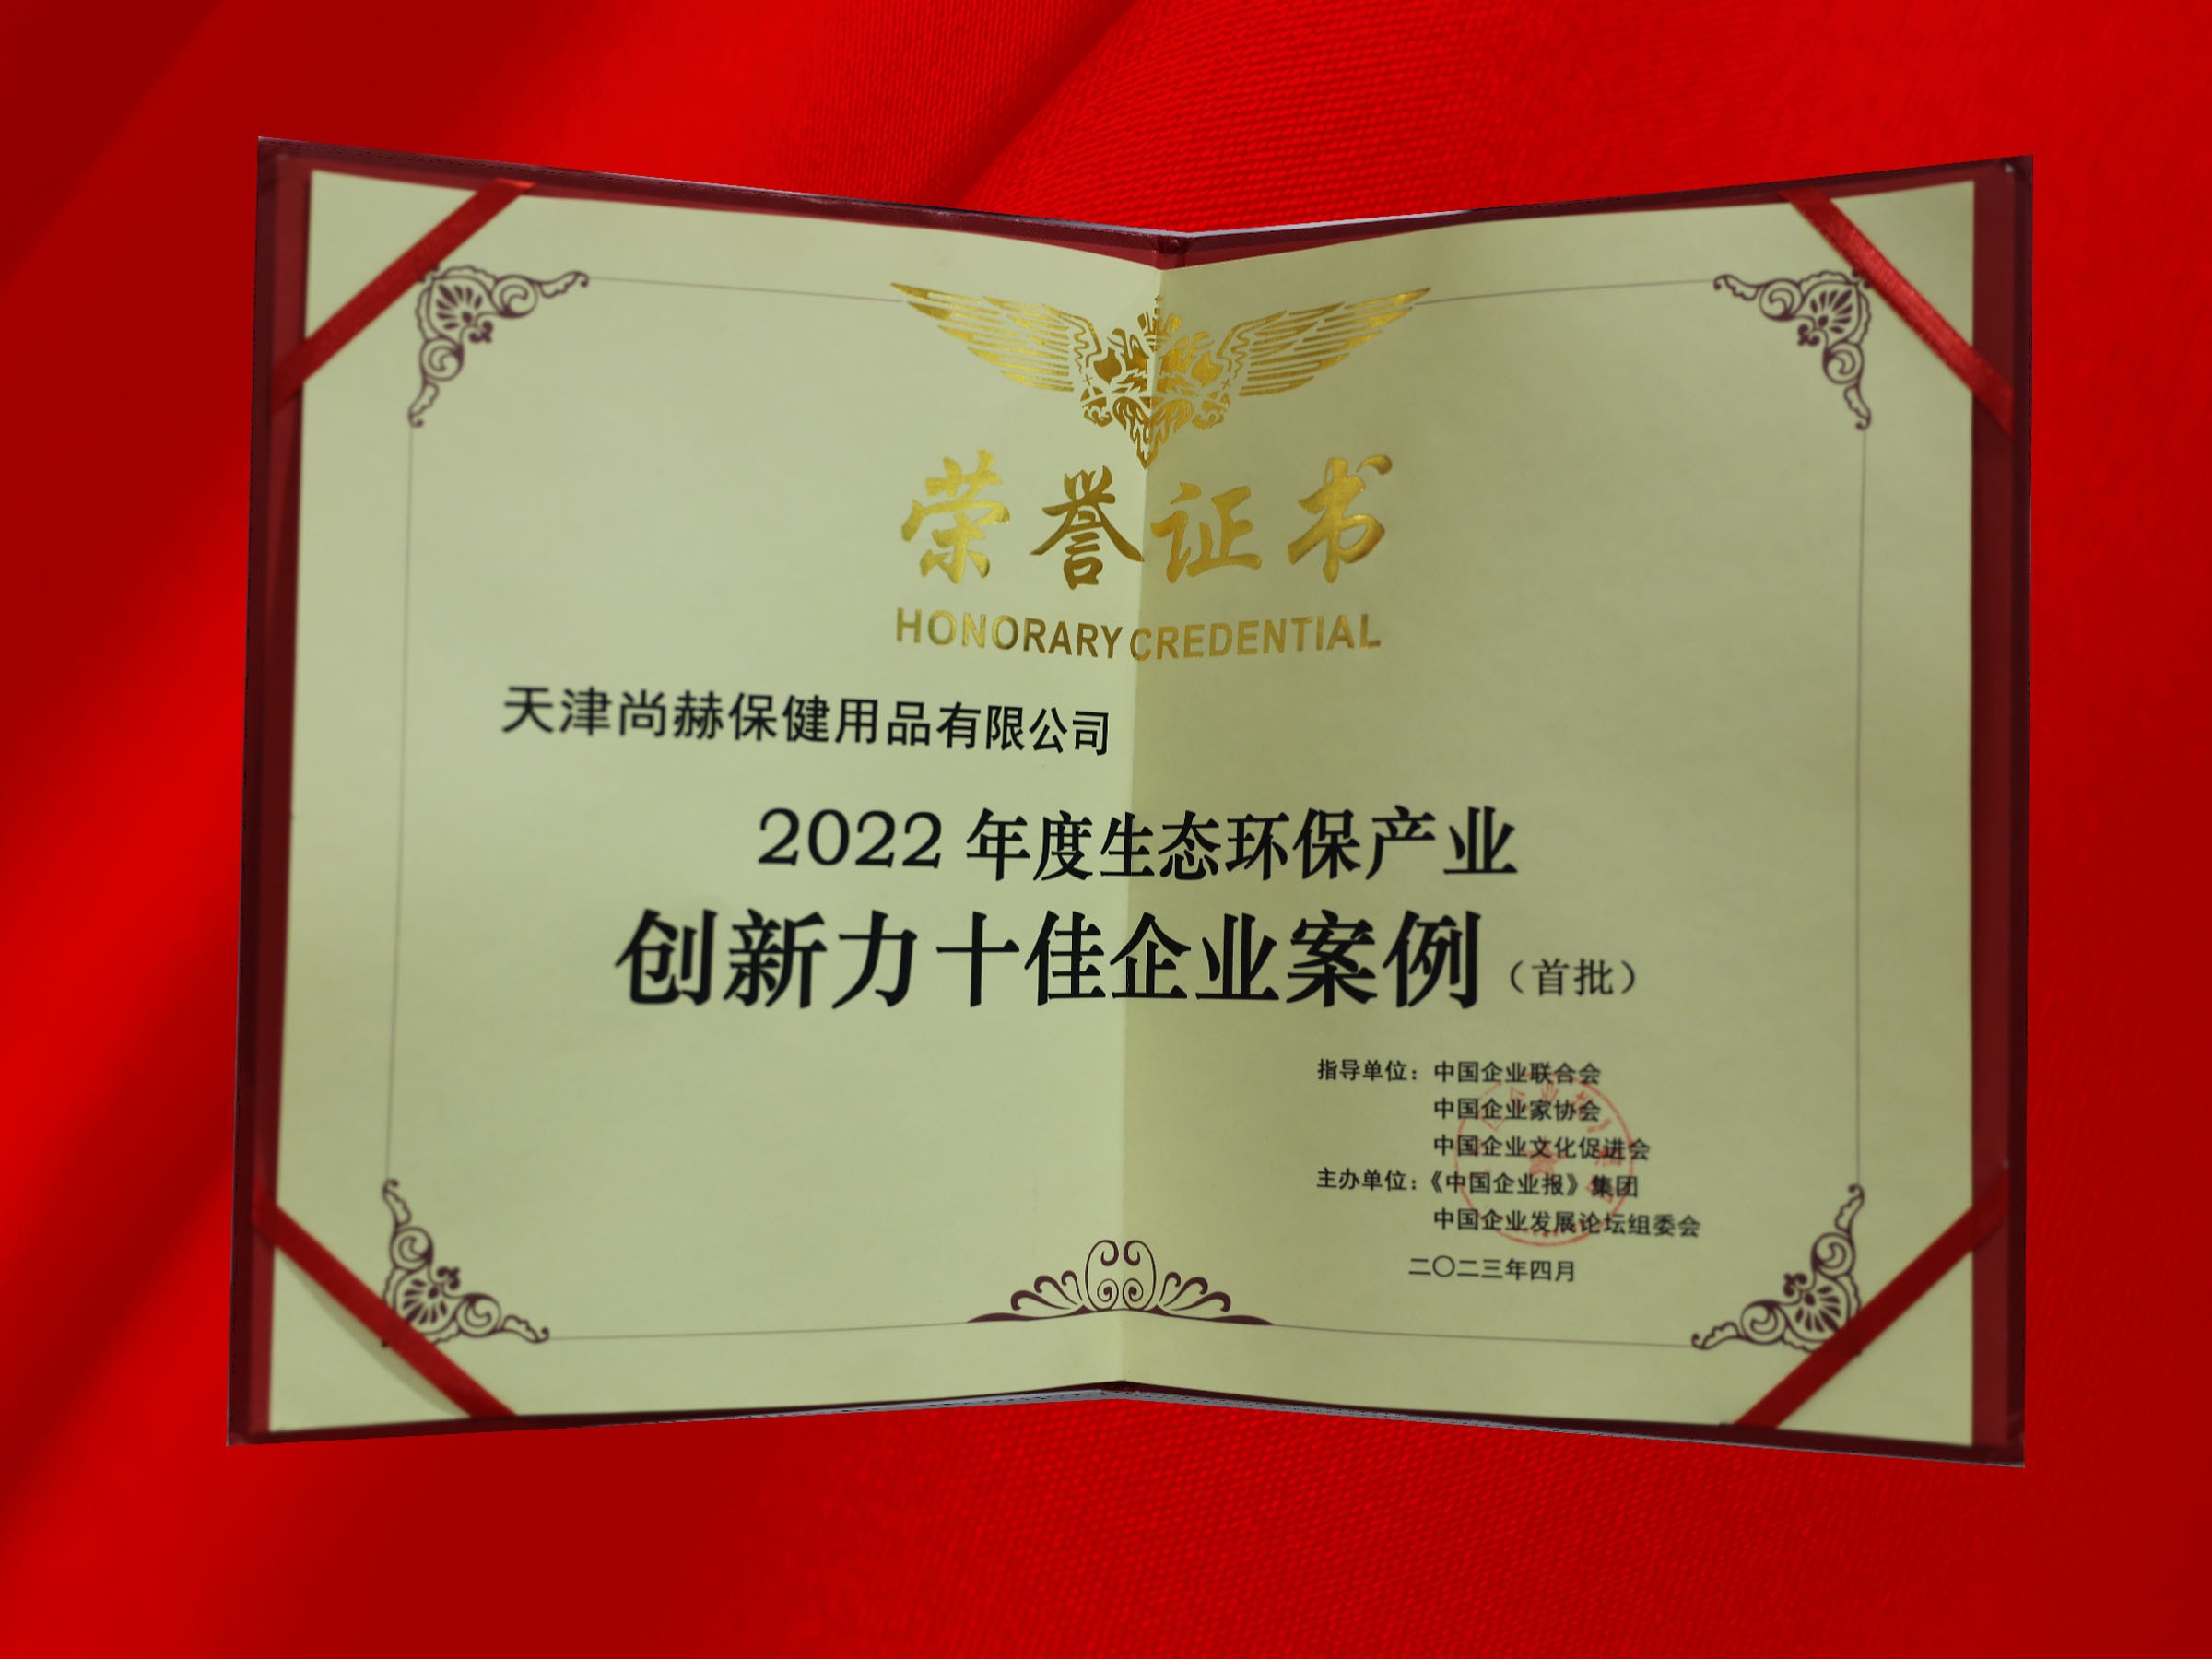 荣誉证书
HONORARY CREDENTIAL
天津尚赫保健用品有限公司
2022 年度生态环保产业
创新力十佳企业案例（首批）
指导单位：中国企业联合会
中国企业家协会
中国企业文化促进会
主办单位：《中国企业报》集团
中国企业发展论坛组委会
二〇二三年四月